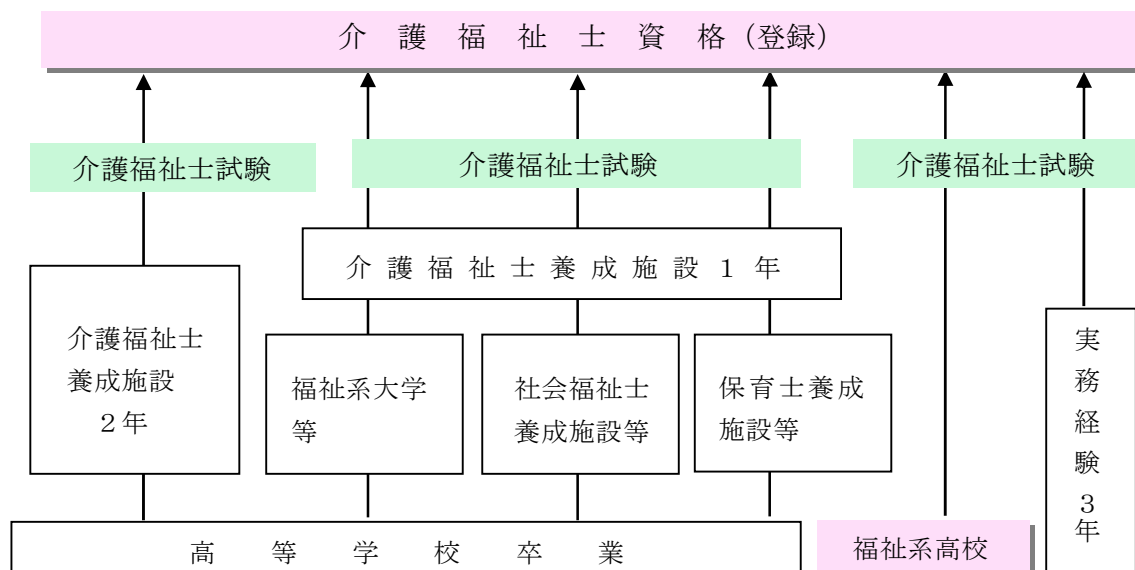 介護福祉士資格（登録）
介護福祉士試験
介護福祉士試験
介護福祉士試験
介護福祉士養成施設１年
介護福祉士
養成施設
２年
福祉系大学
等
社会福祉士
養成施設等
保育士養成
施設等
実務経験３年
高等学校卒業
福祉系高校